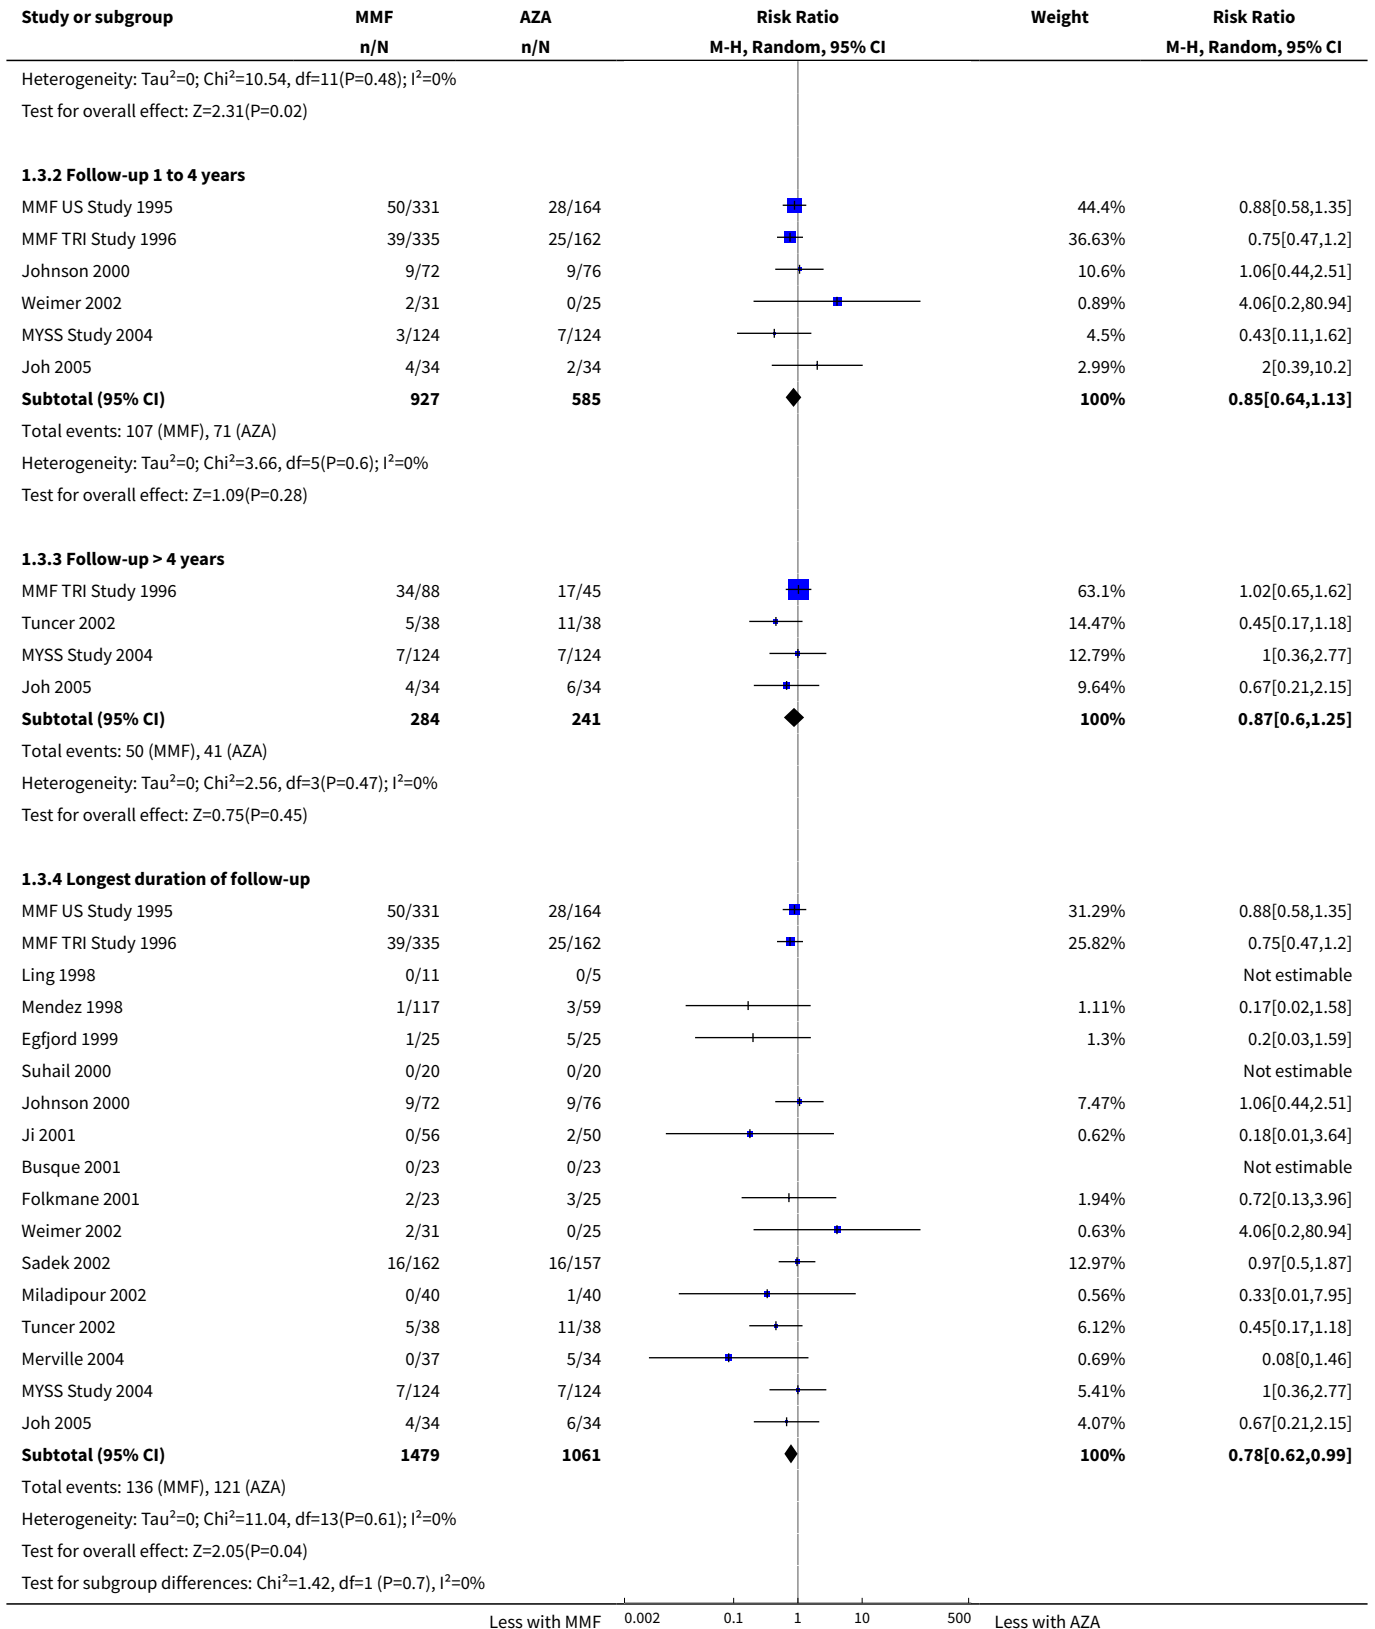 Study or subgroup MMF AZA Risk Ratio Weight Risk Ratio
n/N n/N M-H, Random, 95% CI M-H, Random, 95% CI
Heterogeneity: Tau²=0; Chi²=10.54, df=11(P=0.48); I²=0%
Test for overall effect: Z=2.31(P=0.02)
1.3.2 Follow-up 1 to 4 years
MMF US Study 1995 50/331 28/164 44.4% 0.88[0.58,1.35]
MMF TRI Study 1996 39/335 25/162 36.63% 0.75[0.47,1.2]
Johnson 2000 9/72 9/76 10.6% 1.06[0.44,2.51]
Weimer 2002 2/31 0/25 0.89% 4.06[0.2,80.94]
MYSS Study 2004 3/124 7/124 4.5% 0.43[0.11,1.62]
Joh 2005 4/34 2/34 2.99% 2[0.39,10.2]
Subtotal (95% CI) 927 585 100% 0.85[0.64,1.13]
Total events: 107 (MMF), 71 (AZA)
Heterogeneity: Tau²=0; Chi²=3.66, df=5(P=0.6); I²=0%
Test for overall effect: Z=1.09(P=0.28)
1.3.3 Follow-up > 4 years
MMF TRI Study 1996 34/88 17/45 63.1% 1.02[0.65,1.62]
Tuncer 2002 5/38 11/38 14.47% 0.45[0.17,1.18]
MYSS Study 2004 7/124 7/124 12.79% 1[0.36,2.77]
Joh 2005 4/34 6/34 9.64% 0.67[0.21,2.15]
Subtotal (95% CI) 284 241 100% 0.87[0.6,1.25]
Total events: 50 (MMF), 41 (AZA)
Heterogeneity: Tau²=0; Chi²=2.56, df=3(P=0.47); I²=0%
Test for overall effect: Z=0.75(P=0.45)
1.3.4 Longest duration of follow-up
MMF US Study 1995 50/331 28/164 31.29% 0.88[0.58,1.35]
MMF TRI Study 1996 39/335 25/162 25.82% 0.75[0.47,1.2]
Ling 1998 0/11 0/5 Not estimable
Mendez 1998 1/117 3/59 1.11% 0.17[0.02,1.58]
Egfjord 1999 1/25 5/25 1.3% 0.2[0.03,1.59]
Suhail 2000 0/20 0/20 Not estimable
Johnson 2000 9/72 9/76 7.47% 1.06[0.44,2.51]
Ji 2001 0/56 2/50 0.62% 0.18[0.01,3.64]
Busque 2001 0/23 0/23 Not estimable
Folkmane 2001 2/23 3/25 1.94% 0.72[0.13,3.96]
Weimer 2002 2/31 0/25 0.63% 4.06[0.2,80.94]
Sadek 2002 16/162 16/157 12.97% 0.97[0.5,1.87]
Miladipour 2002 0/40 1/40 0.56% 0.33[0.01,7.95]
Tuncer 2002 5/38 11/38 6.12% 0.45[0.17,1.18]
Merville 2004 0/37 5/34 0.69% 0.08[0,1.46]
MYSS Study 2004 7/124 7/124 5.41% 1[0.36,2.77]
Joh 2005 4/34 6/34 4.07% 0.67[0.21,2.15]
Subtotal (95% CI) 1479 1061 100% 0.78[0.62,0.99]
Total events: 136 (MMF), 121 (AZA)
Heterogeneity: Tau²=0; Chi²=11.04, df=13(P=0.61); I²=0%
Test for overall effect: Z=2.05(P=0.04)
Test for subgroup differences: Chi²=1.42, df=1 (P=0.7), I²=0%
Less with MMF 0.002 0.1 1 10 500 Less with AZA